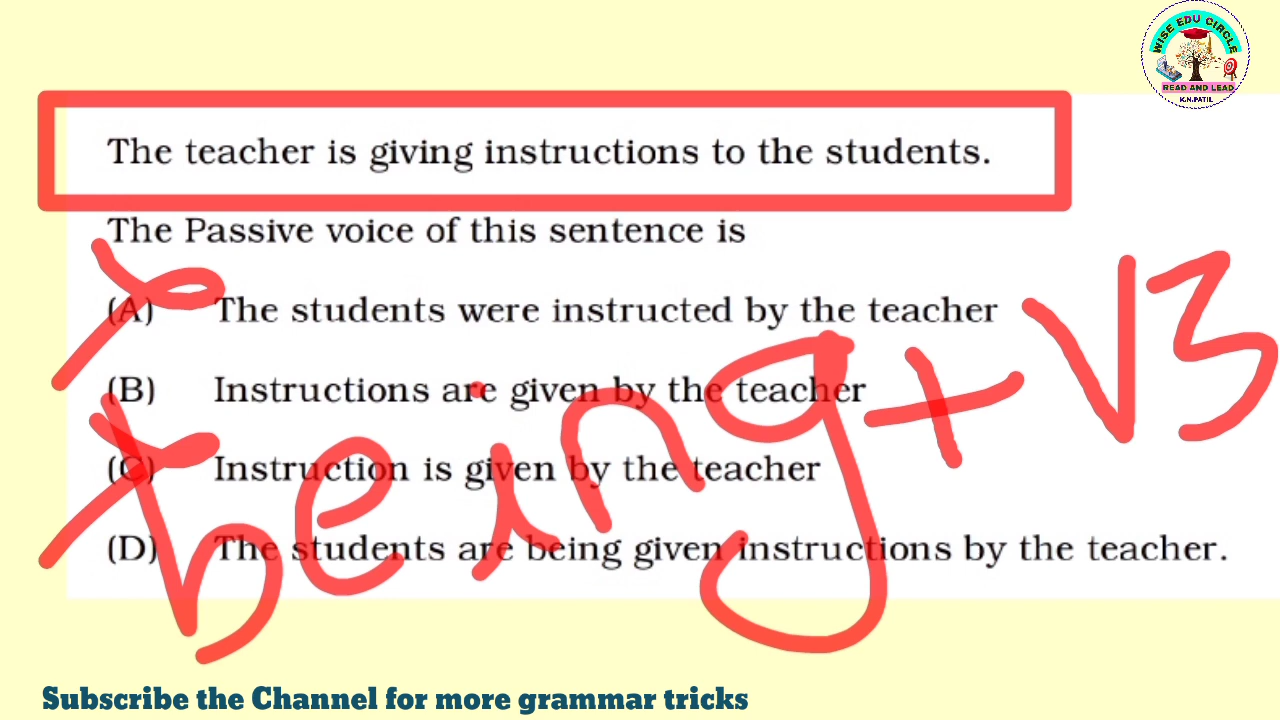 WISE EDU CIRCLE
READ AND LEAD
K.N.PATIL
The teacher is giving instructions to the students.
The Passive voice of this sentence is
(A) The students were instructed by the teacher
(B) Instructions are given by the teacher
(C) Instruction is given by the teacher
(D) The students are being given instructions by the teacher.
being + V3
Subscribe the Channel for more grammar tricks